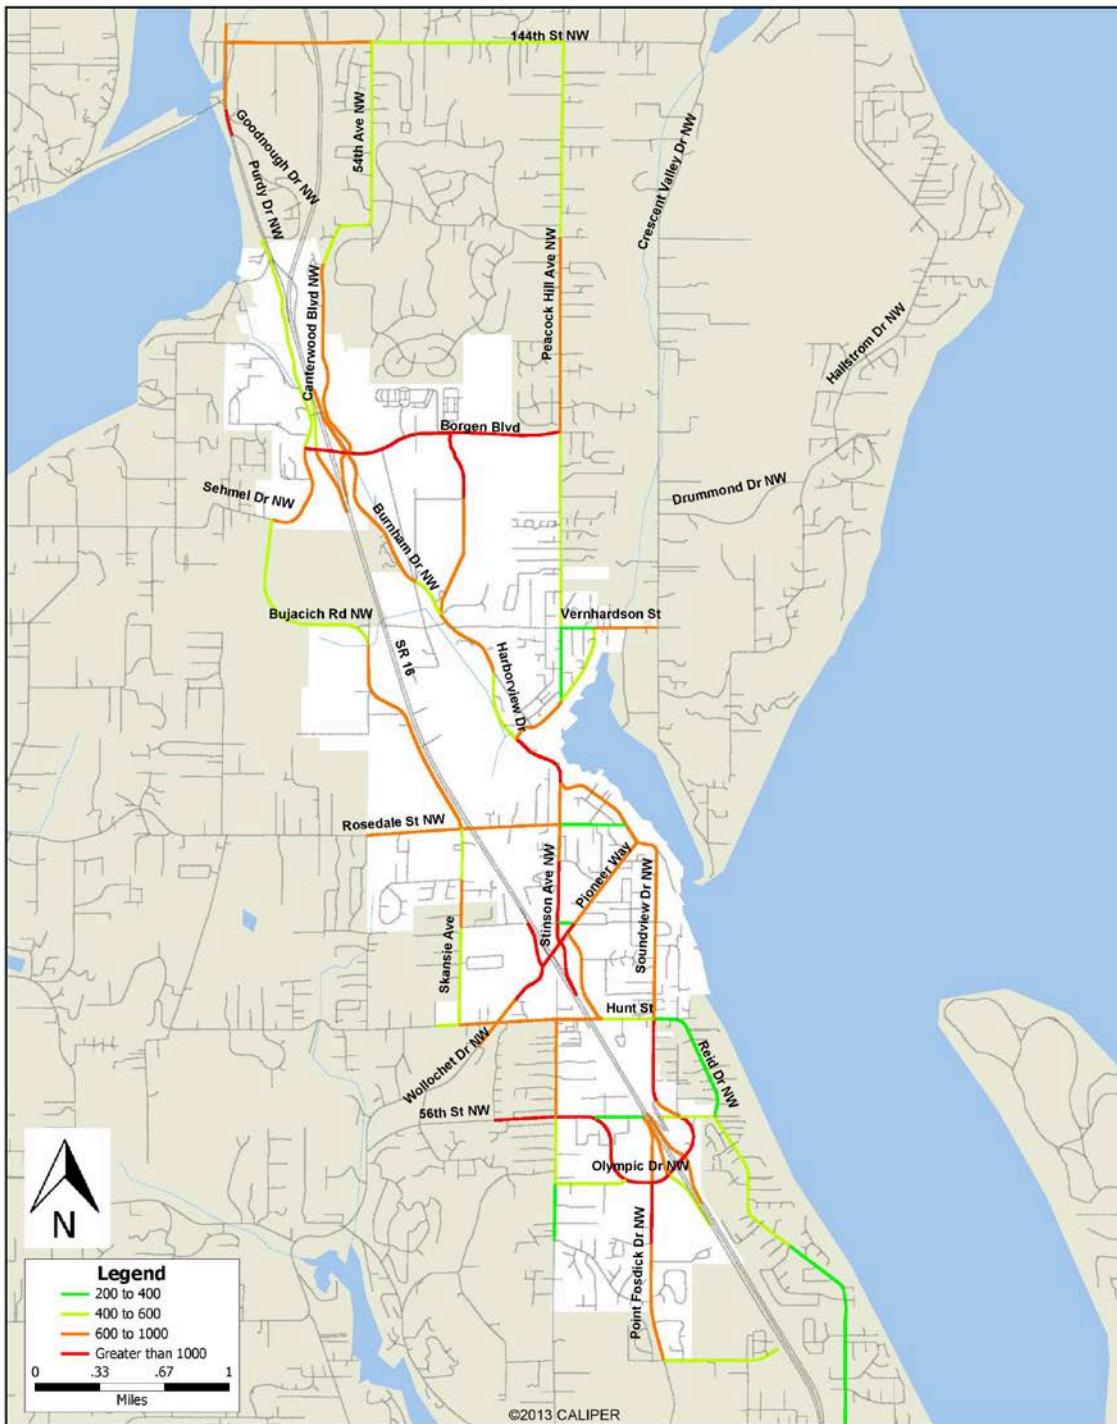 144th St NW
Goodnough Dr NW
54th Ave NW
Purdy Dr NW
Crescent Valley Dr NW
Peacock Hill Ave NW
Canterwood Blvd NW
Hallstrom Dr NW
Borgen Blvd
Sehmel Dr NW
Drummond Dr NW
Burnham Dr NW
Bujacich Rd NW
Vernhardson St
SR 16
Harborview Dr
Rosedale St NW
Stinson Ave NW
Pioneer Way
Soundview Dr NW
Skansie Ave
Hunt St
Wollochet Dr NW
Reid Dr NW
56th St NW
Olympic Dr NW
Point Fosdick Dr NW
N
Legend
200 to 400
400 to 600
600 to 1000
Greater than 1000
0 .33 .67 1
Miles
©2013 CALIPER